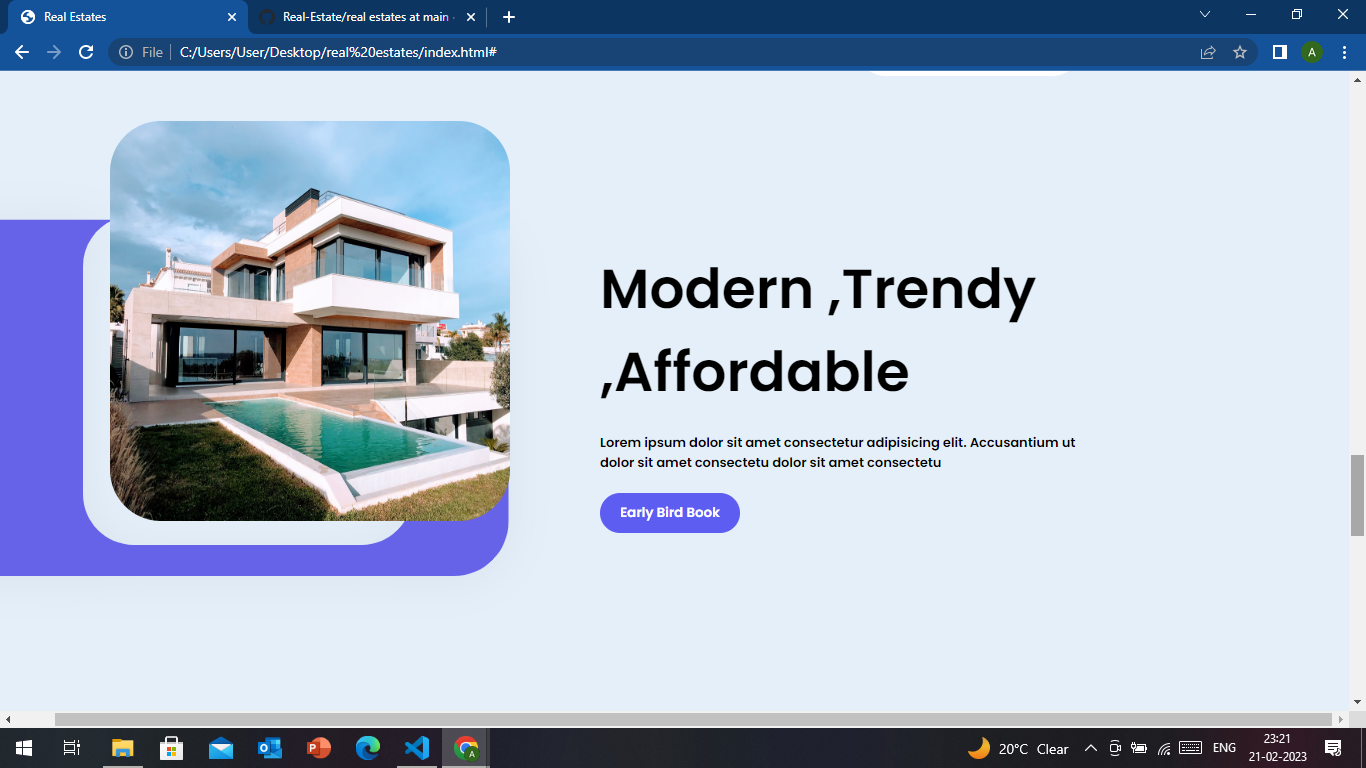 Real Estates
Real-Estate/real estates at main
File
C:/Users/User/Desktop/real%20estates/index.html#
A
Modern ,Trendy
,Affordable
Lorem ipsum dolor sit amet consectetur adipisicing elit. Accusantium ut
dolor sit amet consectetu dolor sit amet consectetu
Early Bird Book
20°C Clear
ENG
23:21
21-02-2023